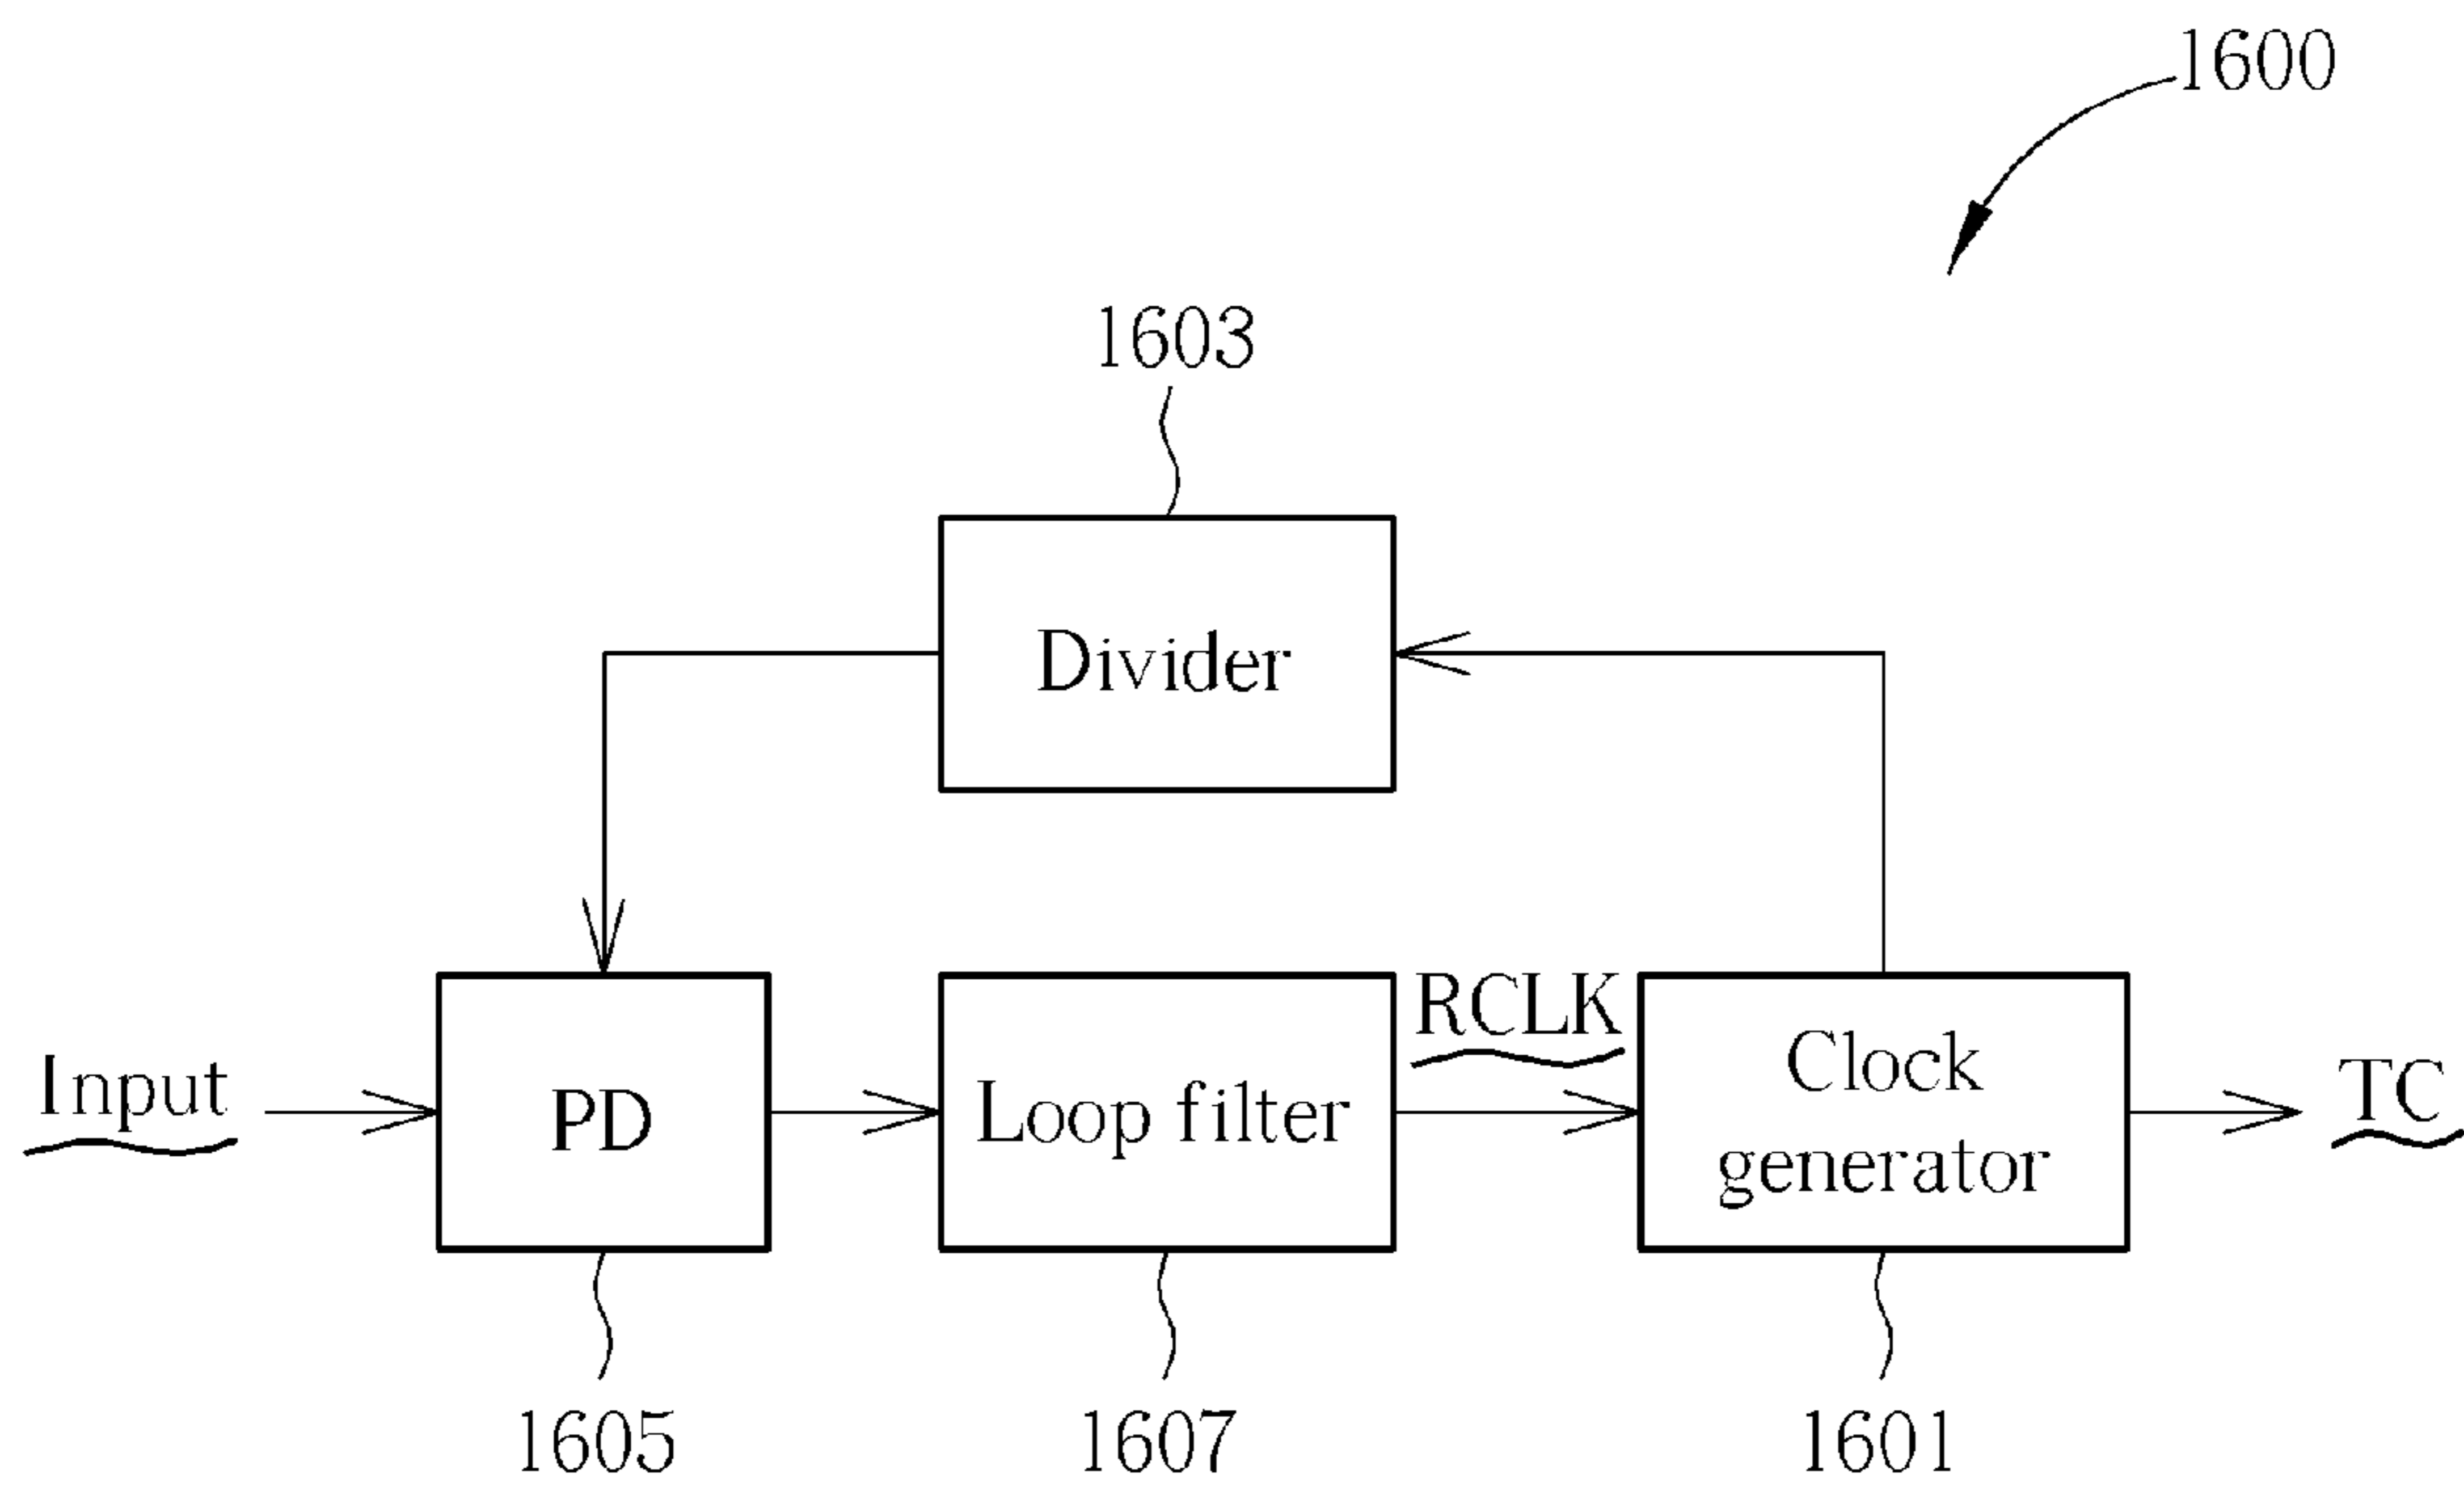 1600
1603
Divider
Input
PD
Loop filter
RCLK
Clock
generator
TC
1605
1607
1601